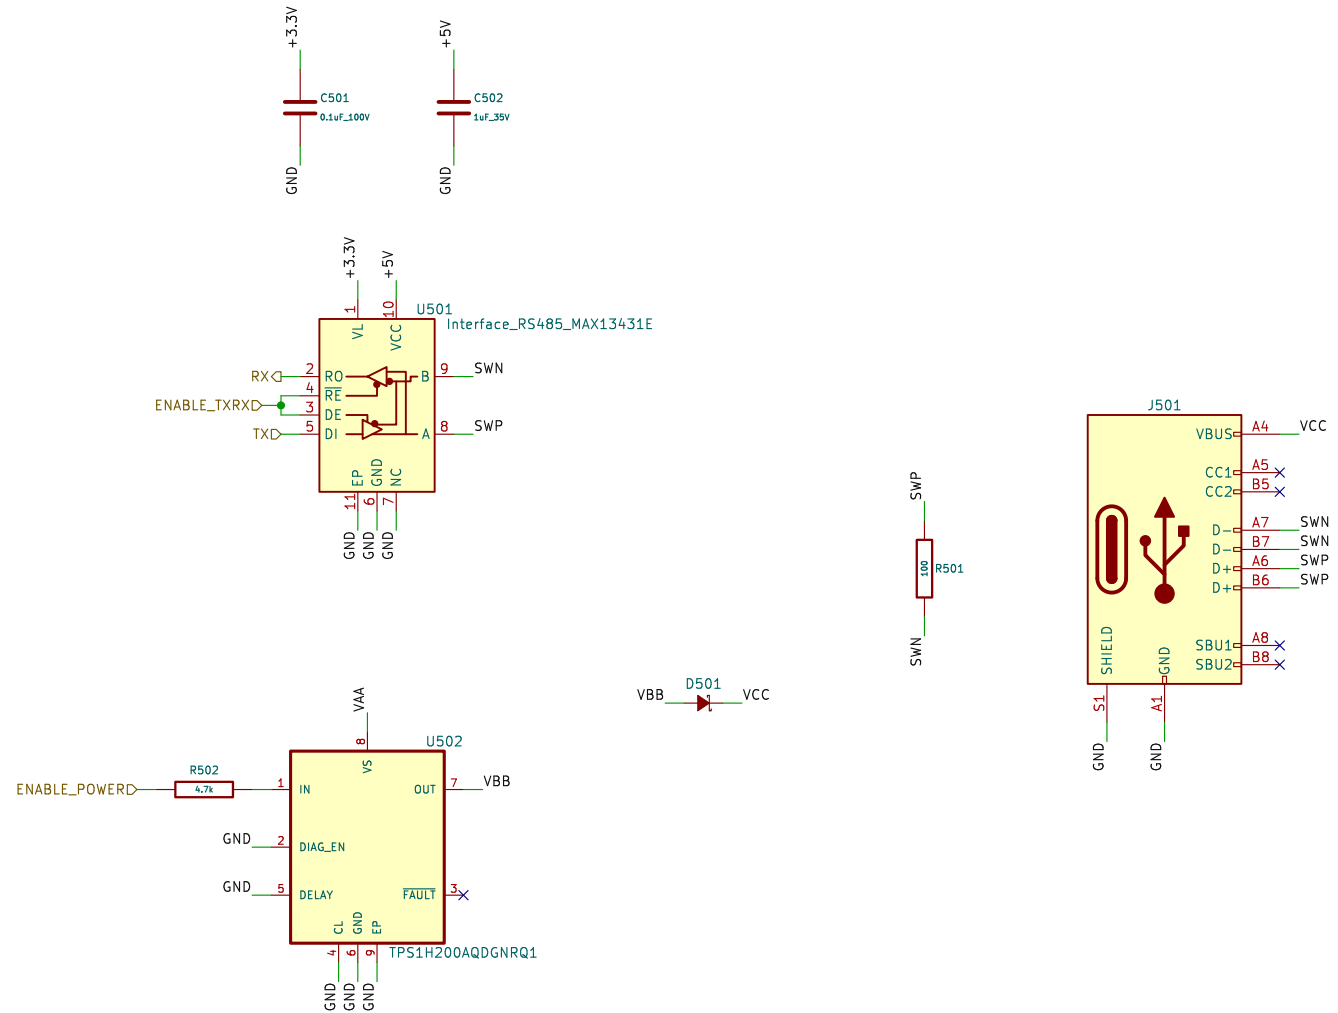 +3.3V
+5V
C501
0.1uF_100V
C502
1uF_35V
GND
GND
+3.3V
+5V
U501
Interface_RS485_MAX13431E
1
10
VL
VCC
RX
2
RO
B
9
SWN
4
RE
ENABLE_TXRX
3
DE
TX
5
DI
A
8
SWP
EP
GND
NC
11
6
7
GND
GND
GND
SWP
100
R501
SWN
J501
VBUS
A4
VCC
CC1
A5
CC2
B5
D-
A7
SWN
D-
B7
SWN
D+
A6
SWP
D+
B6
SWP
SBU1
A8
SBU2
B8
SHIELD
GND
S1
A1
GND
GND
D501
VBB
VCC
VAA
8
U502
VS
R502
ENABLE_POWER
4.7k
1
IN
OUT
7
VBB
GND
2
DIAG_EN
GND
5
DELAY
FAULT
3
CL
GND
EP
4
6
9
TPS1H200AQDGNRQ1
GND
GND
GND